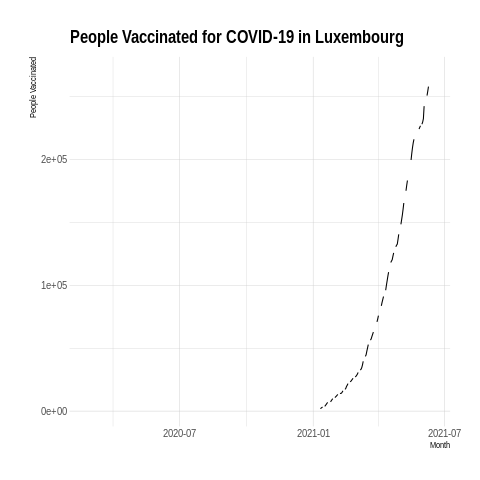 People Vaccinated for COVID-19 in Luxembourg
People Vaccinated
2e+05
1e+05
0e+00
2020-07
2021-01
2021-07
Month